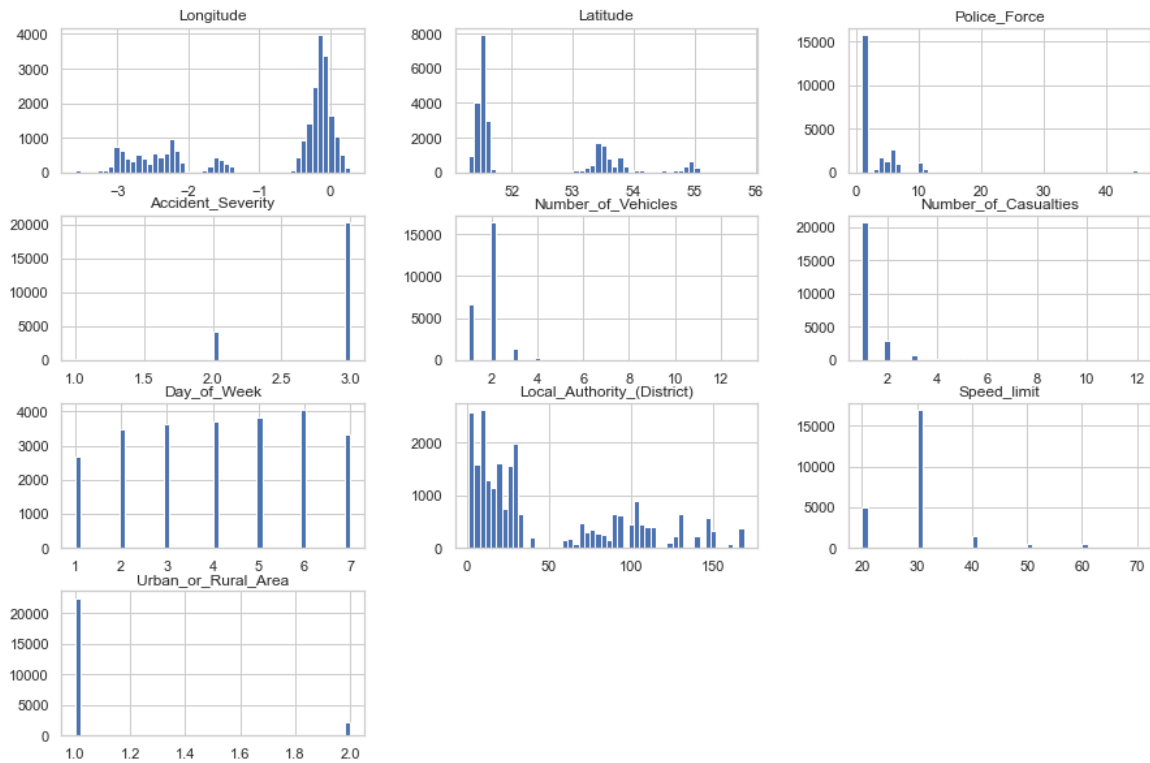 Longitude
4000
3000
2000
1000
0
−3 −2 −1 0
Latitude
8000
6000
4000
2000
0
52 53 54 55 56
Police_Force
15000
10000
5000
0
0 10 20 30 40
Accident_Severity
20000
15000
10000
5000
0
1.0 1.5 2.0 2.5 3.0
Number_of_Vehicles
15000
10000
5000
0
2 4 6 8 10 12
Number_of_Casualties
20000
15000
10000
5000
0
2 4 6 8 10 12
Day_of_Week
4000
3000
2000
1000
0
1 2 3 4 5 6 7
Local_Authority_(District)
2000
1000
0
0 50 100 150
Speed_limit
15000
10000
5000
0
20 30 40 50 60 70
Urban_or_Rural_Area
20000
15000
10000
5000
0
1.0 1.2 1.4 1.6 1.8 2.0